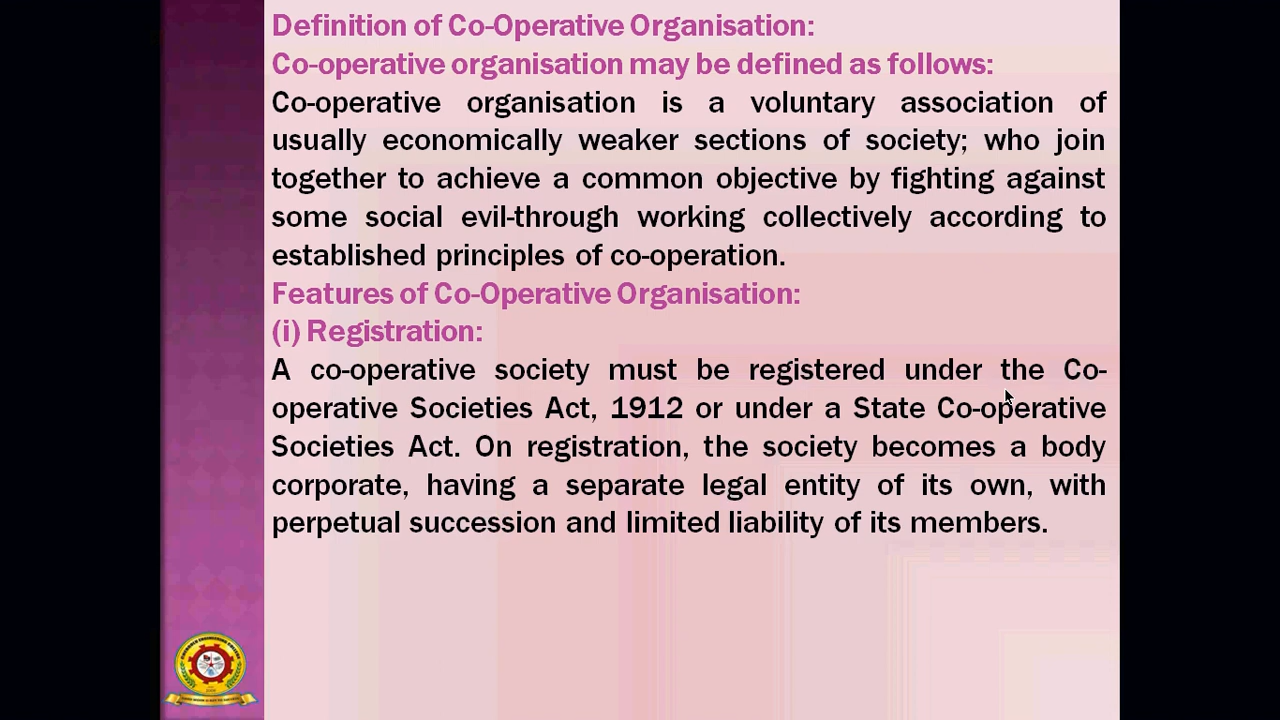 Definition of Co-Operative Organisation:
Co-operative organisation may be defined as follows:
Co-operative organisation is a voluntary association of
usually economically weaker sections of society; who join
together to achieve a common objective by fighting against
some social evil-through working collectively according to
established principles of co-operation.
Features of Co-Operative Organisation:
(i) Registration:
A co-operative society must be registered under the Co-
operative Societies Act, 1912 or under a State Co-operative
Societies Act. On registration, the society becomes a body
corporate, having a separate legal entity of its own, with
perpetual succession and limited liability of its members.